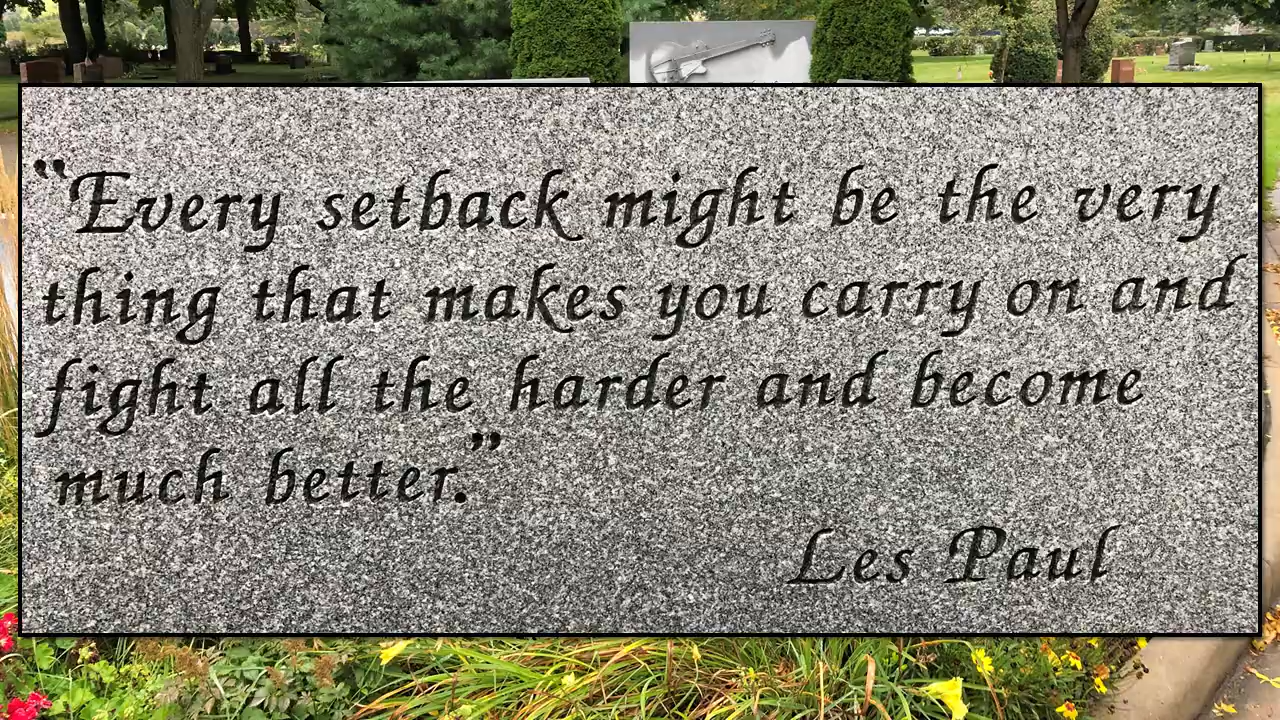 “Every setback might be the very
thing that makes you carry on and
fight all the harder and become
much better.”
Les Paul